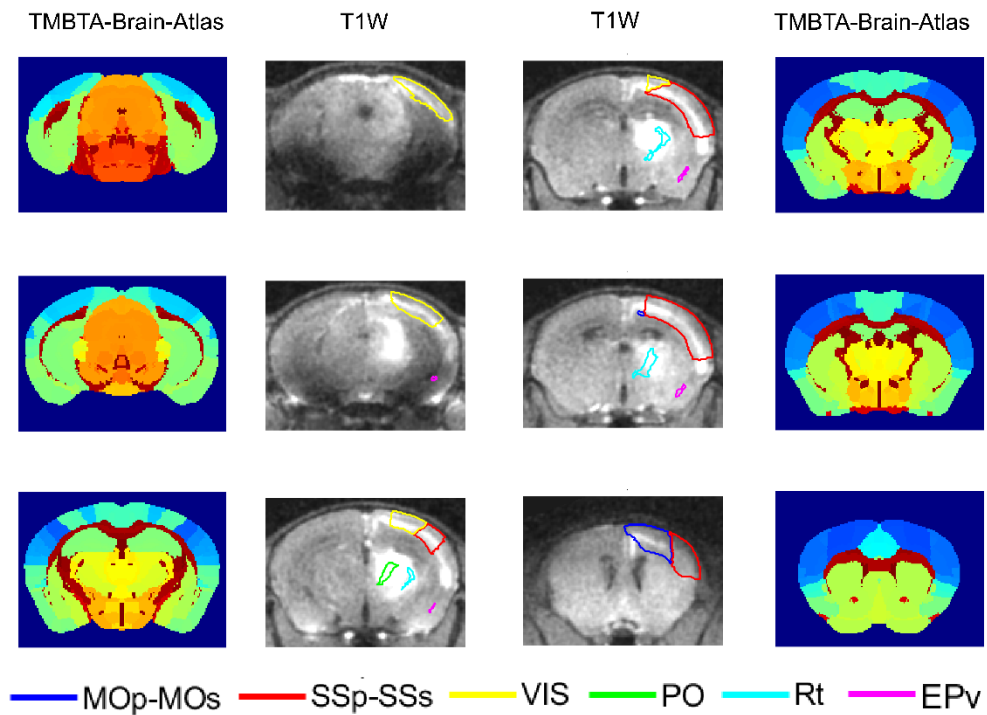 TMBTA-Brain-Atlas T1W T1W TMBTA-Brain-Atlas
MOp-MOs SSp-SSs VIS PO Rt EPv